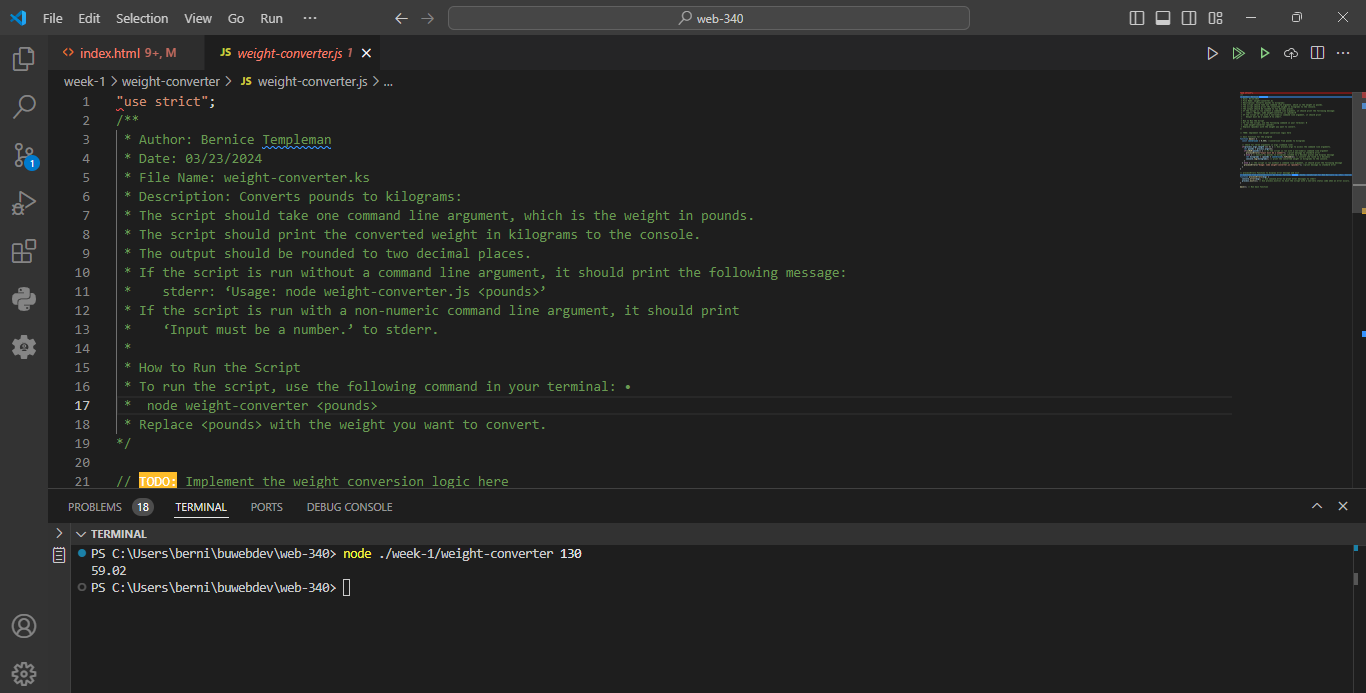 File Edit Selection View Go Run ··· web-340
index.html 9+, M JS weight-converter.js 1
week-1 > weight-converter > JS weight-converter.js > ...
1 "use strict";
2 /**
3 * Author: Bernice Templeman
4 * Date: 03/23/2024
5 * File Name: weight-converter.ks
6 * Description: Converts pounds to kilograms:
7 * The script should take one command line argument, which is the weight in pounds.
8 * The script should print the converted weight in kilograms to the console.
9 * The output should be rounded to two decimal places.
10 * If the script is run without a command line argument, it should print the following message:
11 *    stderr: ‘Usage: node weight-converter.js <pounds>’
12 * If the script is run with a non-numeric command line argument, it should print
13 *    ‘Input must be a number.’ to stderr.
14 *
15 * How to Run the Script
16 * To run the script, use the following command in your terminal: •
17 *  node weight-converter <pounds>
18 * Replace <pounds> with the weight you want to convert.
19 */
20
21 // TODO: Implement the weight conversion logic here
PROBLEMS 18 TERMINAL PORTS DEBUG CONSOLE
TERMINAL
PS C:\Users\berni\buwebdev\web-340> node ./week-1/weight-converter 130
59.02
PS C:\Users\berni\buwebdev\web-340>
1